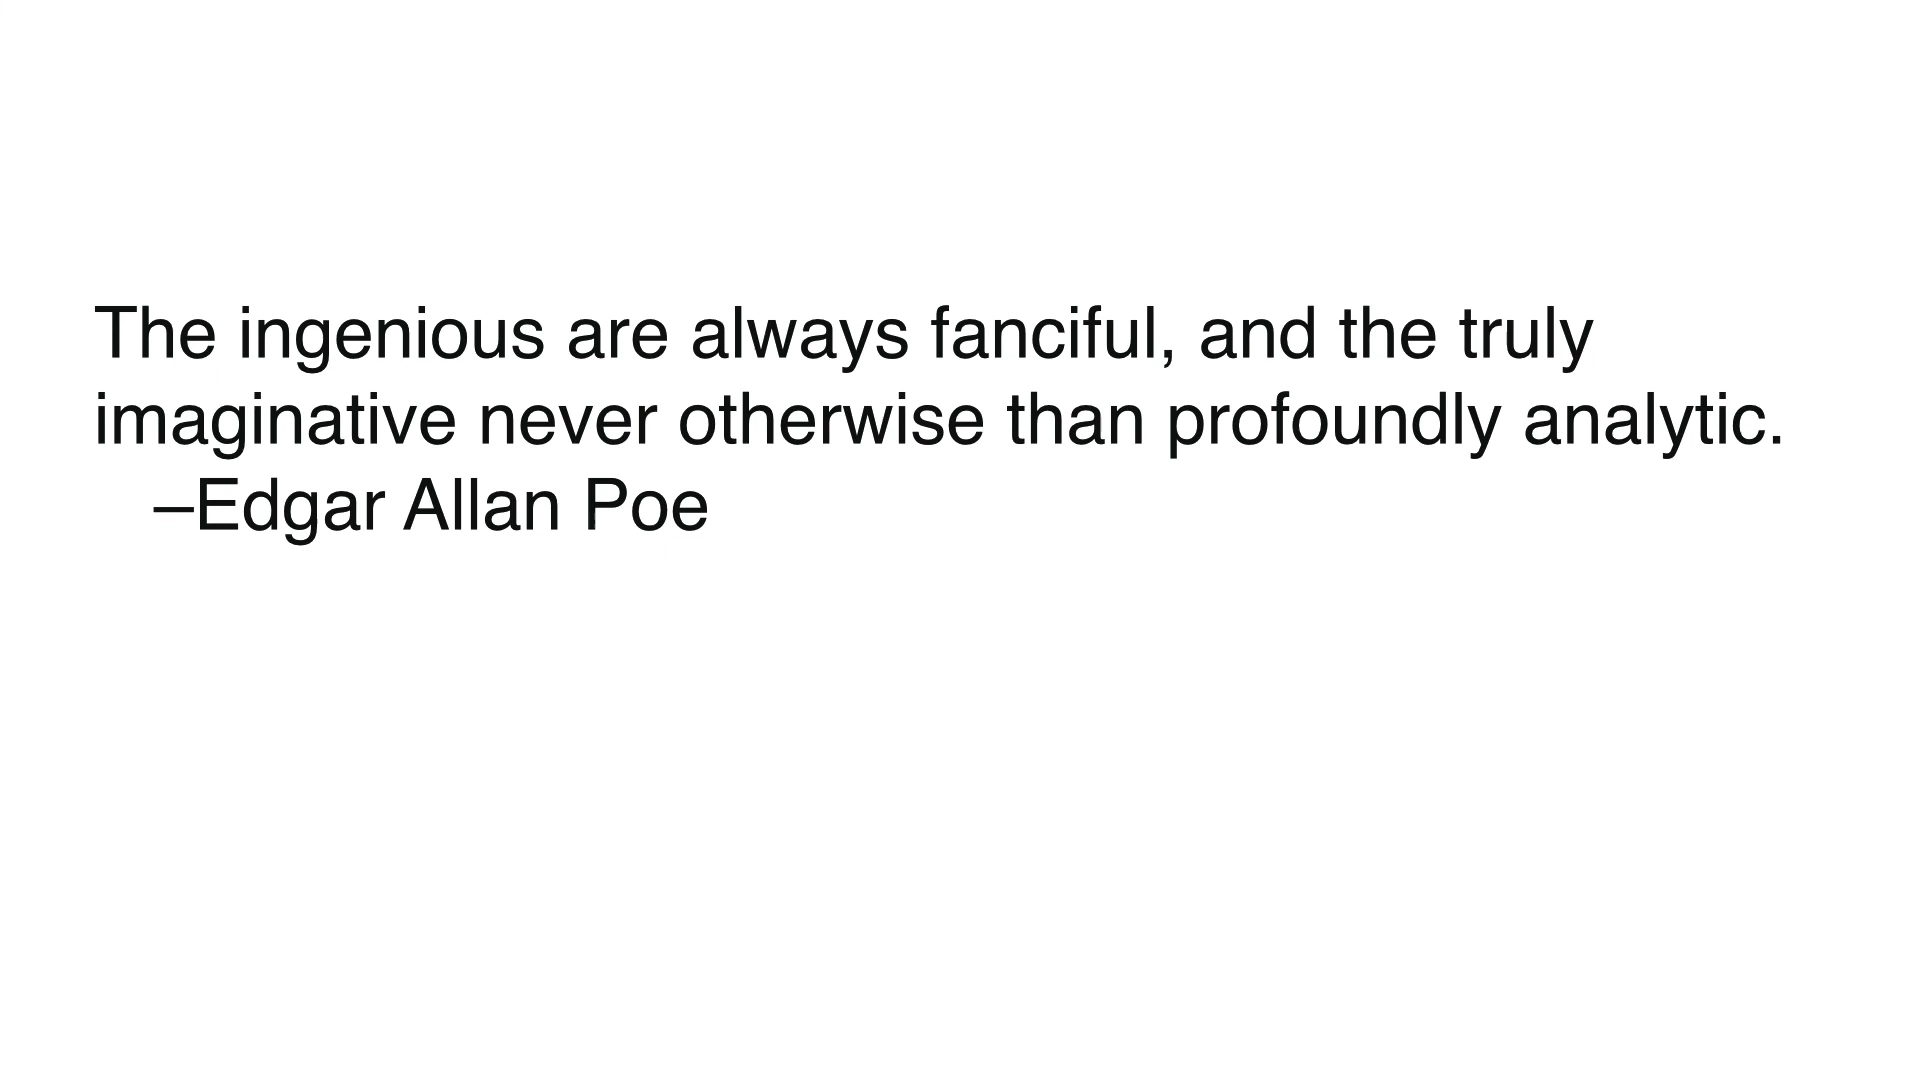 The ingenious are always fanciful, and the truly
imaginative never otherwise than profoundly analytic.
–Edgar Allan Poe